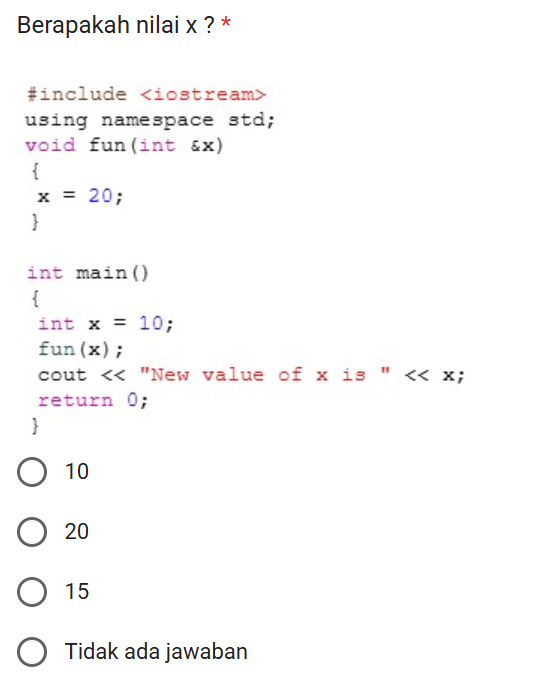 Berapakah nilai x ? *
#include <iostream>
using namespace std;
void fun(int &x)
{
x = 20;
}
int main()
{
int x = 10;
fun(x);
cout << "New value of x is " << x;
return 0;
}
10
20
15
Tidak ada jawaban